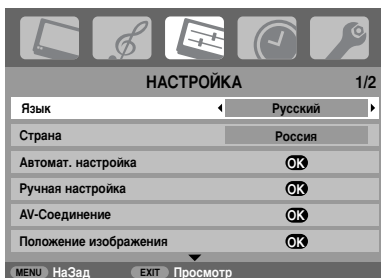 НАСТРОЙКА 1/2
Язык Русский
Страна Россия
Автомат. настройка OK
Ручная настройка OK
AV-Соединение OK
Положение изображения OK
MENU НаЗад EXIT Просмотр